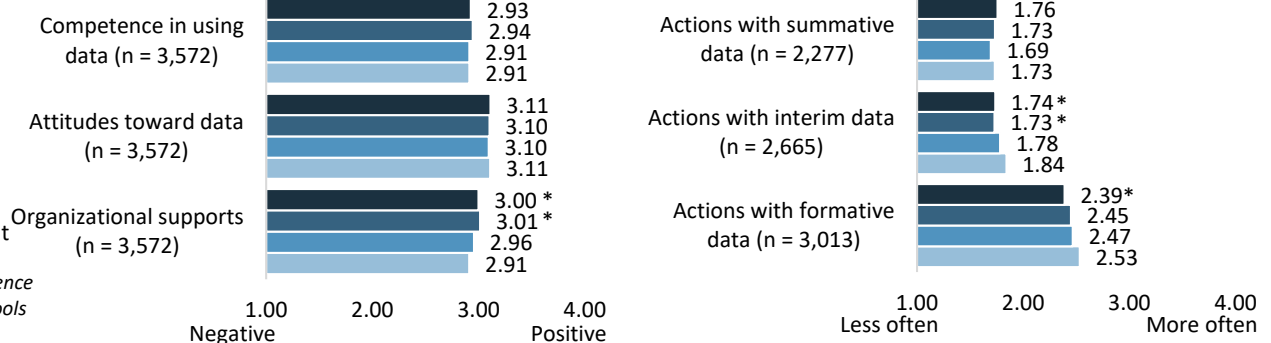 Competence in using
data (n = 3,572)
2.93
2.94
2.91
2.91
Attitudes toward data
(n = 3,572)
3.11
3.10
3.10
3.11
Organizational supports
(n = 3,572)
3.00 *
3.01 *
2.96
2.91
t
ence
ools
1.00 2.00 3.00 4.00
Negative Positive
Actions with summative
data (n = 2,277)
1.76
1.73
1.69
1.73
Actions with interim data
(n = 2,665)
1.74 *
1.73 *
1.78
1.84
Actions with formative
data (n = 3,013)
2.39*
2.45
2.47
2.53
1.00 2.00 3.00 4.00
Less often More often